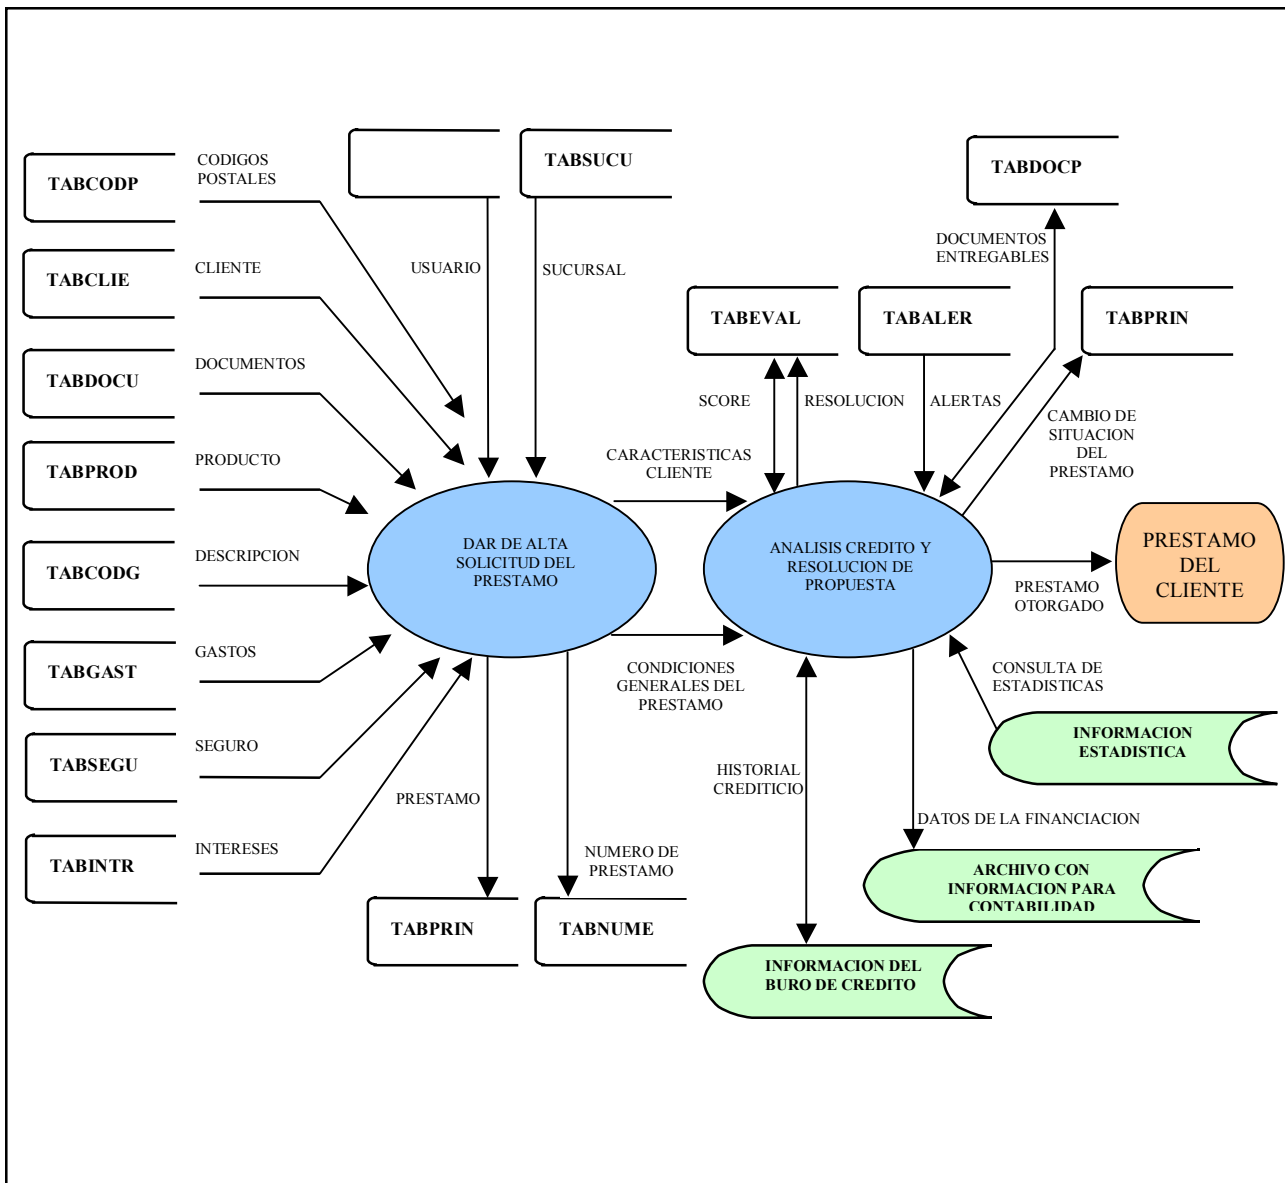 TABCODP
CODIGOS
POSTALES
TABSUCU
TABDOCP
TABCLIE
CLIENTE
USUARIO
SUCURSAL
DOCUMENTOS
ENTREGABLES
TABDOCU
DOCUMENTOS
TABEVAL
TABALER
TABPRIN
SCORE
RESOLUCION
ALERTAS
CAMBIO DE
SITUACION
DEL
PRESTAMO
TABPROD
PRODUCTO
CARACTERISTICAS
CLIENTE
TABCODG
DESCRIPCION
DAR DE ALTA
SOLICITUD DEL
PRESTAMO
ANALISIS CREDITO Y
RESOLUCION DE
PROPUESTA
PRESTAMO
DEL
CLIENTE
PRESTAMO
OTORGADO
TABGAST
GASTOS
CONDICIONES
GENERALES DEL
PRESTAMO
CONSULTA DE
ESTADISTICAS
TABSEGU
SEGURO
INFORMACION
ESTADISTICA
HISTORIAL
CREDITICIO
PRESTAMO
DATOS DE LA FINANCIACION
TABINTR
INTERESES
NUMERO DE
PRESTAMO
ARCHIVO CON
INFORMACION PARA
CONTABILIDAD
TABPRIN
TABNUME
INFORMACION DEL
BURO DE CREDITO